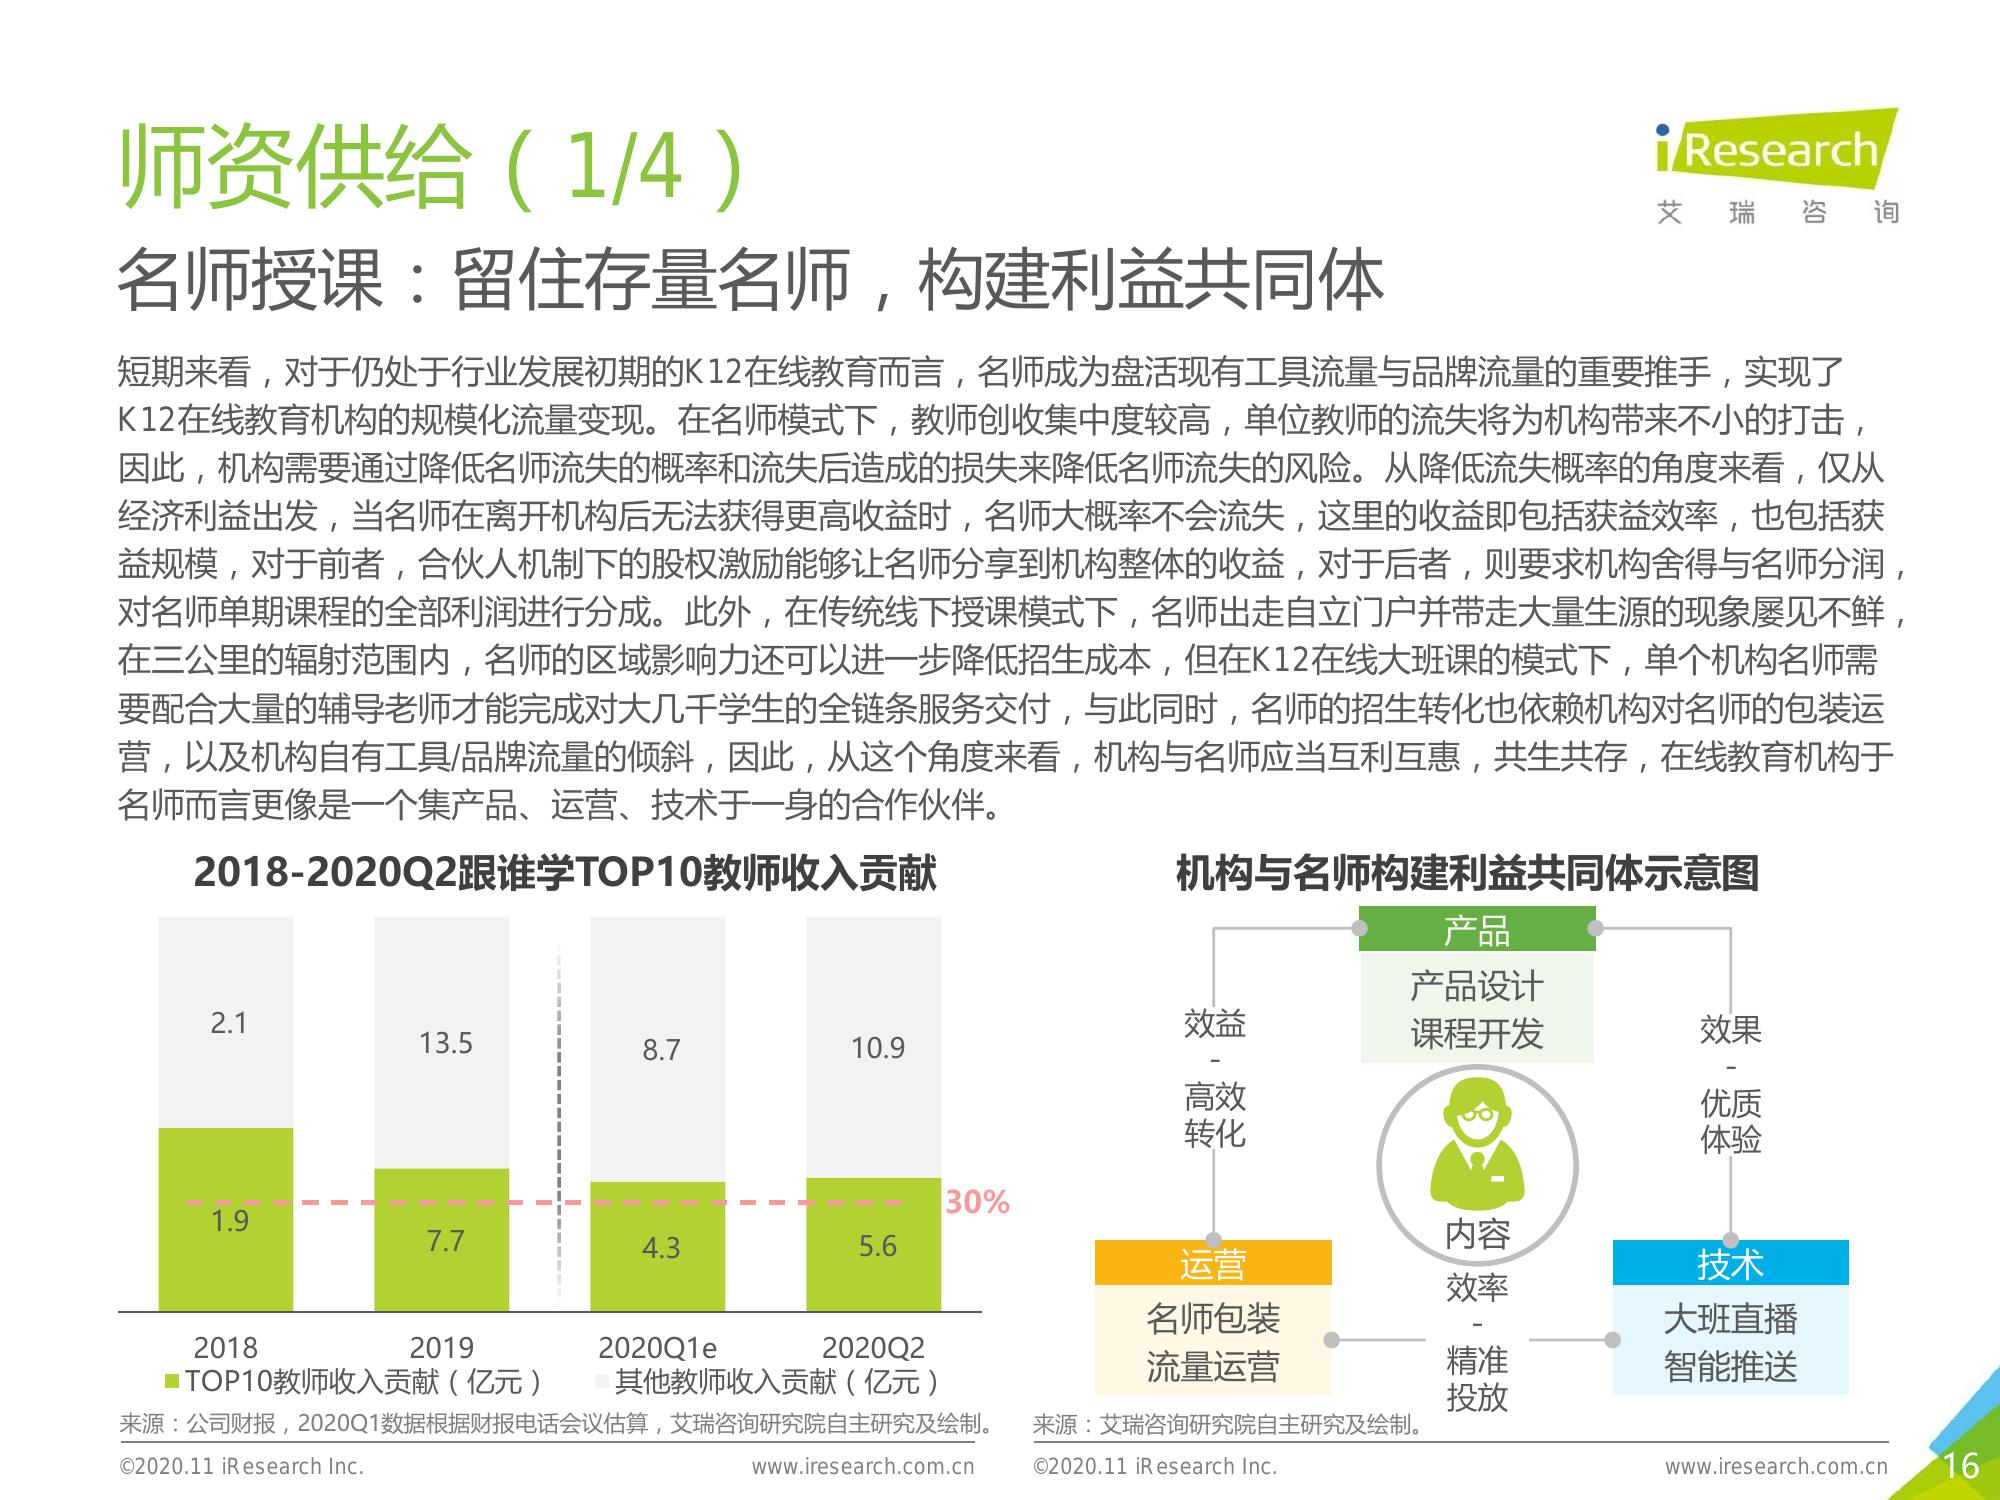 师资供给（1/4）
iResearch
艾瑞咨询
名师授课：留住存量名师，构建利益共同体
短期来看，对于仍处于行业发展初期的K12在线教育而言，名师成为盘活现有工具流量与品牌流量的重要推手，实现了
K12在线教育机构的规模化流量变现。在名师模式下，教师创收集中度较高，单位教师的流失将为机构带来不小的打击，
因此，机构需要通过降低名师流失的概率和流失后造成的损失来降低名师流失的风险。从降低流失概率的角度来看，仅从
经济利益出发，当名师在离开机构后无法获得更高收益时，名师大概率不会流失，这里的收益即包括获益效率，也包括获
益规模，对于前者，合伙人机制下的股权激励能够让名师分享到机构整体的收益，对于后者，则要求机构舍得与名师分润，
对名师单期课程的全部利润进行分成。此外，在传统线下授课模式下，名师出走自立门户并带走大量生源的现象屡见不鲜，
在三公里的辐射范围内，名师的区域影响力还可以进一步降低招生成本，但在K12在线大班课的模式下，单个机构名师需
要配合大量的辅导老师才能完成对大几千学生的全链条服务交付，与此同时，名师的招生转化也依赖机构对名师的包装运
营，以及机构自有工具/品牌流量的倾斜，因此，从这个角度来看，机构与名师应当互利互惠，共生共存，在线教育机构于
名师而言更像是一个集产品、运营、技术于一身的合作伙伴。
2018-2020Q2跟谁学TOP10教师收入贡献
2.1
13.5
8.7
10.9
1.9
7.7
4.3
5.6
30%
2018
2019
2020Q1e
2020Q2
TOP10教师收入贡献（亿元）
其他教师收入贡献（亿元）
来源：公司财报，2020Q1数据根据财报电话会议估算，艾瑞咨询研究院自主研究及绘制。
©2020.11 iResearch Inc.
www.iresearch.com.cn
机构与名师构建利益共同体示意图
产品
产品设计
课程开发
效益
-
高效
转化
效果
-
优质
体验
内容
运营
名师包装
流量运营
效率
-
精准
投放
技术
大班直播
智能推送
来源：艾瑞咨询研究院自主研究及绘制。
©2020.11 iResearch Inc.
www.iresearch.com.cn
16